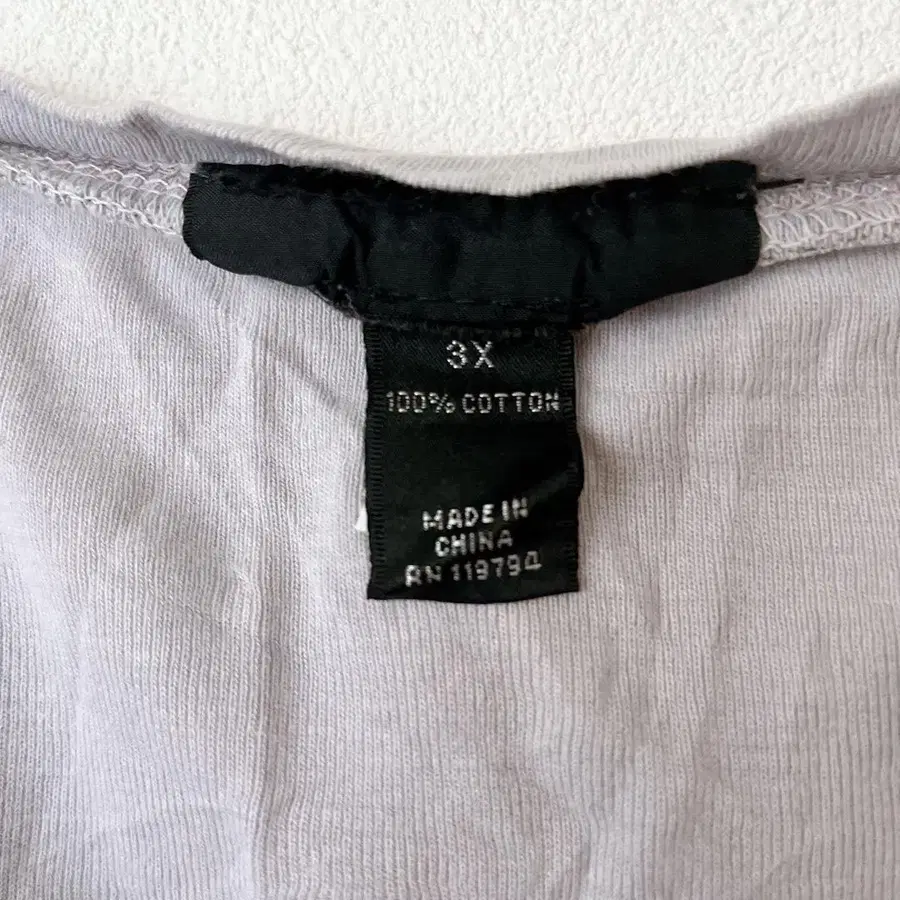 3X
100% COTTON
MADE IN
CHINA
RN 119794